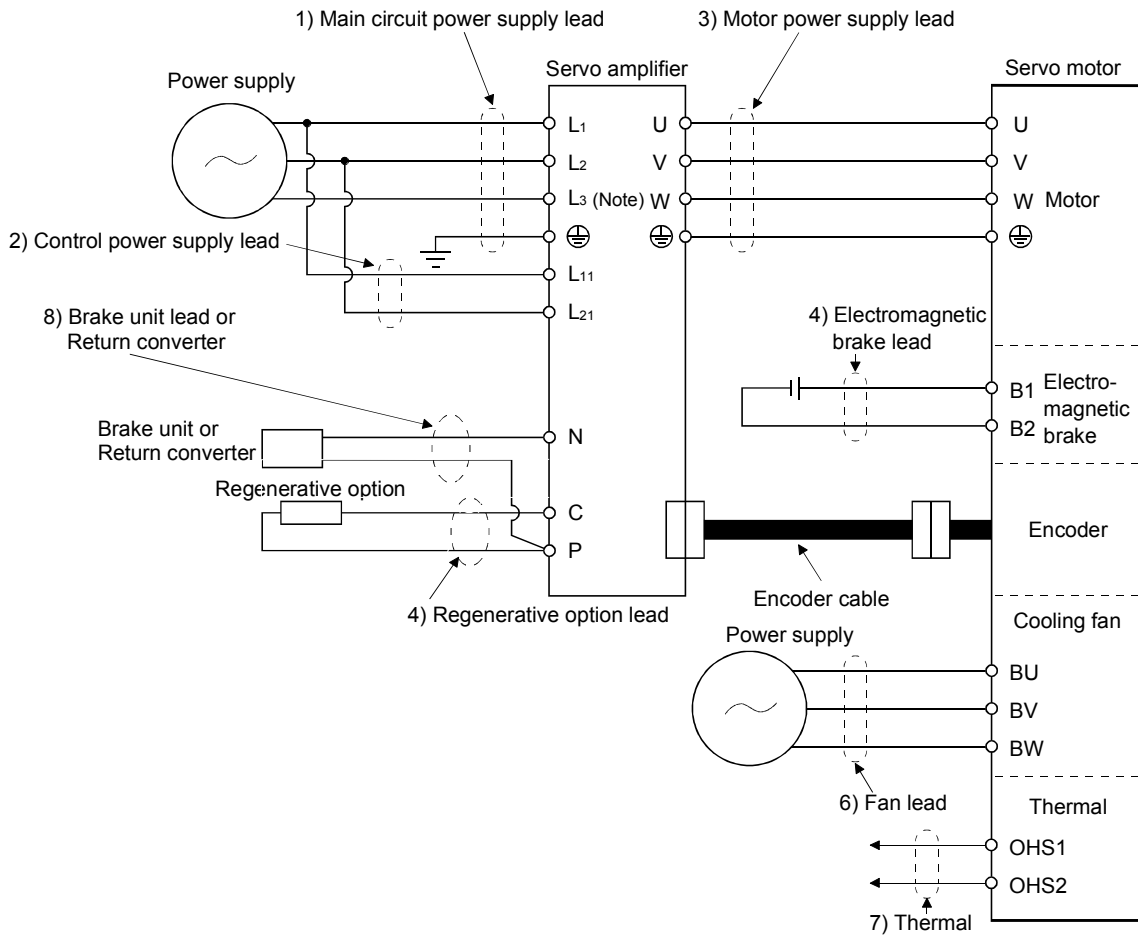 1) Main circuit power supply lead
3) Motor power supply lead
Power supply
Servo amplifier
Servo motor
L1
U
U
L2
V
V
L3 (Note) W
W Motor
2) Control power supply lead
L11
L21
8) Brake unit lead or
Return converter
4) Electromagnetic
brake lead
B1
B2
Electro-
magnetic
brake
Brake unit or
Return converter
N
Regenerative option
C
P
Encoder
4) Regenerative option lead
Encoder cable
Cooling fan
Power supply
BU
BV
BW
6) Fan lead
Thermal
OHS1
OHS2
7) Thermal